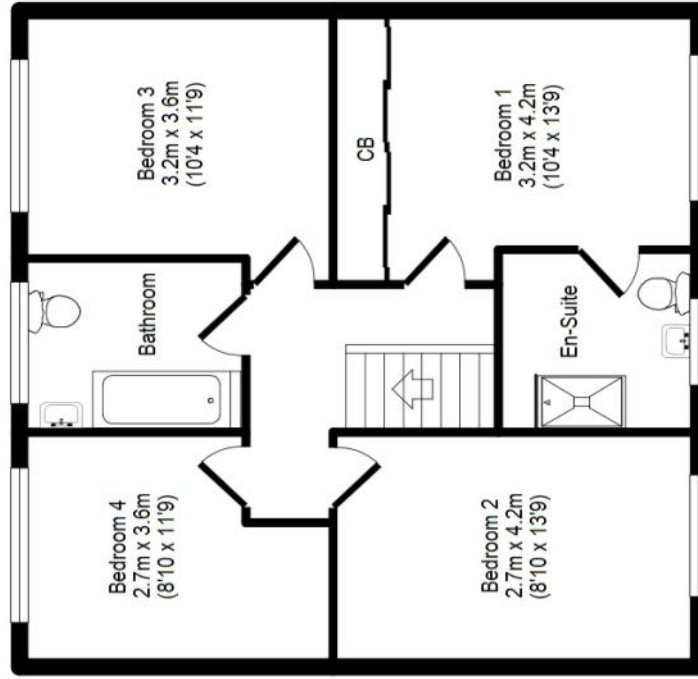 Bedroom 3
3.2m x 3.6m
(10'4 x 11'9)
CB
Bedroom 1
3.2m x 4.2m
(10'4 x 13'9)
Bathroom
En-Suite
Bedroom 4
2.7m x 3.6m
(8'10 x 11'9)
Bedroom 2
2.7m x 4.2m
(8'10 x 13'9)